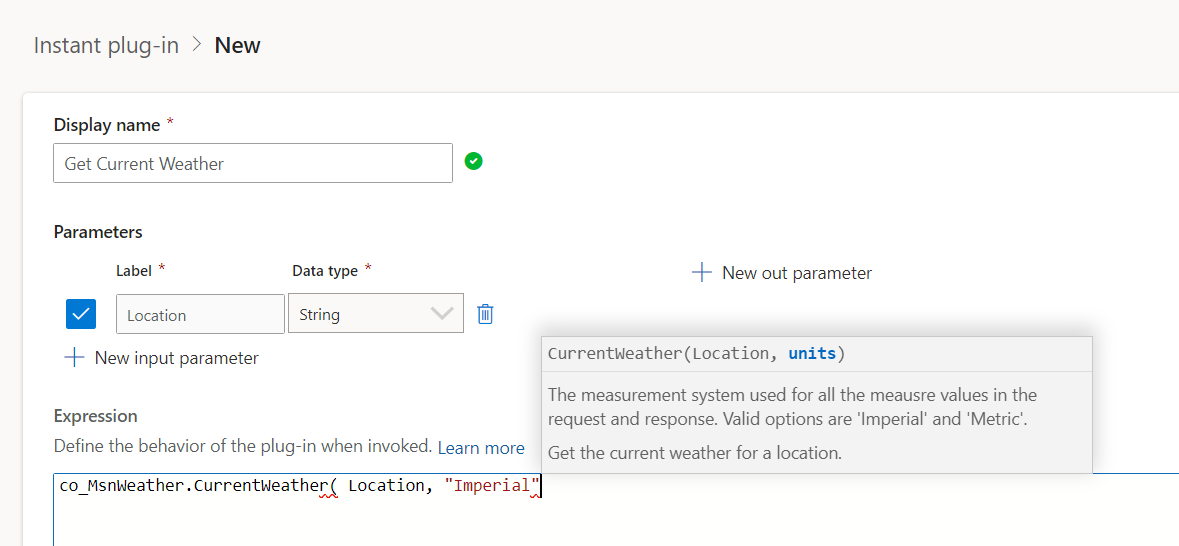 Instant plug-in > New
Display name *
Get Current Weather
Parameters
Label * Data type *
+ New out parameter
Location String
+ New input parameter
CurrentWeather(Location, units)
The measurement system used for all the meausre values in the
request and response. Valid options are 'Imperial' and 'Metric'.
Get the current weather for a location.
Expression
Define the behavior of the plug-in when invoked. Learn more
co_MsnWeather.CurrentWeather( Location, "Imperial"